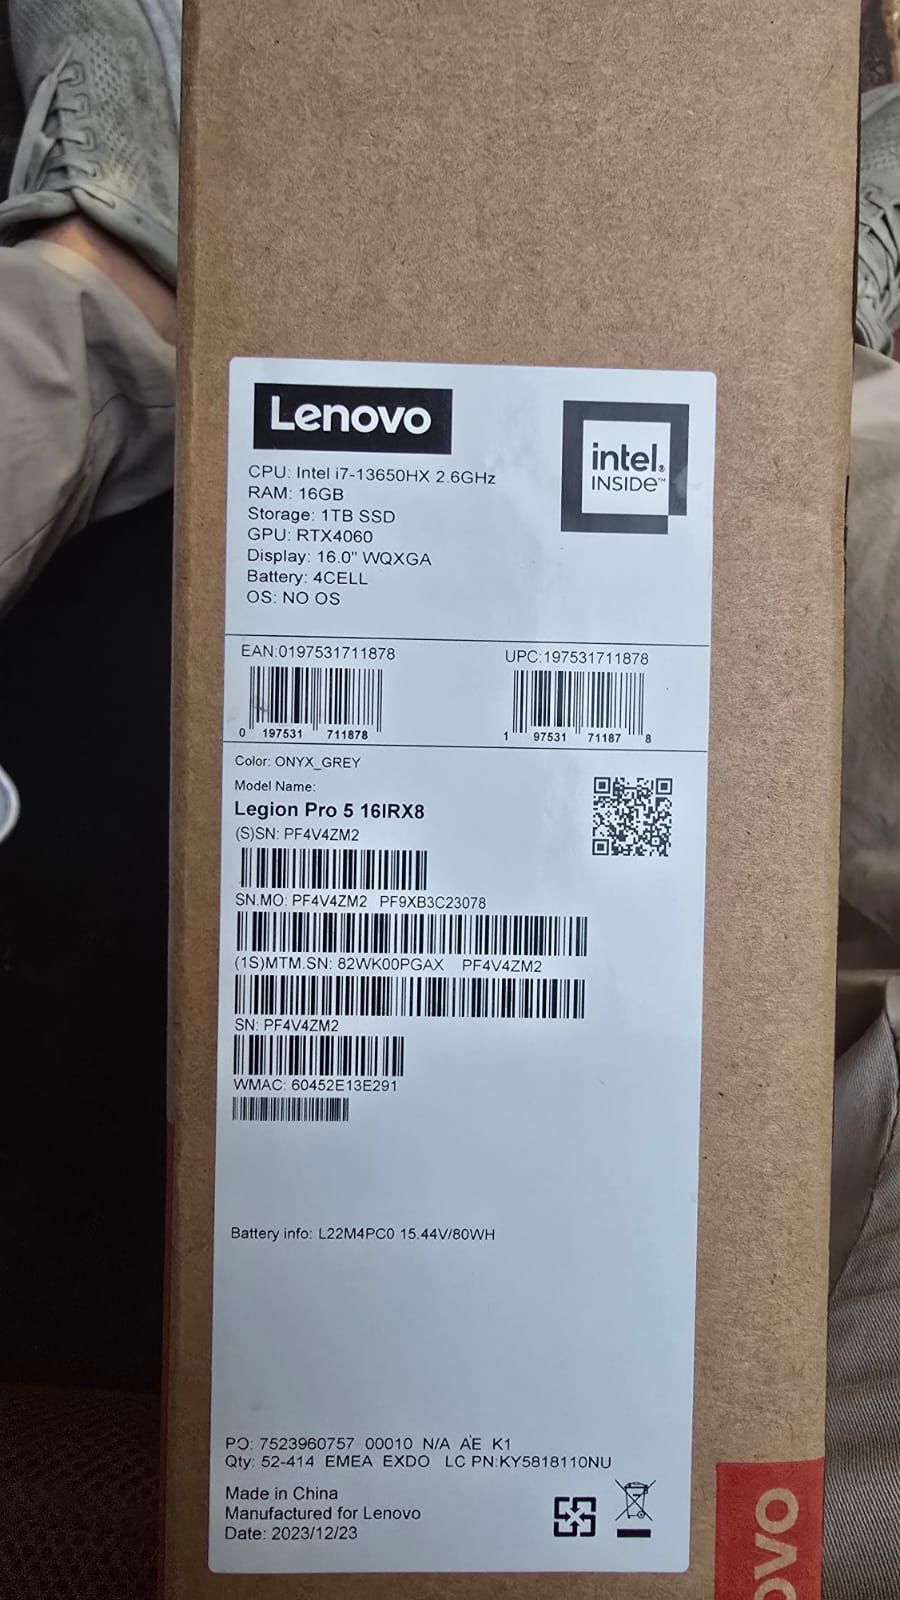 Lenovo
intel.
INSIDE™
CPU: Intel i7-13650HX 2.6GHz
RAM: 16GB
Storage: 1TB SSD
GPU: RTX4060
Display: 16.0" WQXGA
Battery: 4CELL
OS: NO OS
EAN:0197531711878
UPC:197531711878
0 197531 711878
1 97531 71187 8
Color: ONYX_GREY
Model Name:
Legion Pro 5 16IRX8
(S)SN: PF4V4ZM2
SN.MO: PF4V4ZM2 PF9XB3C23078
(1S)MTM.SN: 82WK00PGAX PF4V4ZM2
SN: PF4V4ZM2
WMAC: 60452E13E291
Battery info: L22M4PC0 15.44V/80WH
PO: 7523960757 00010 N/A AE K1
Qty: 52-414 EMEA EXDO LC PN:KY5818110NU
Made in China
Manufactured for Lenovo
Date: 2023/12/23
ovo